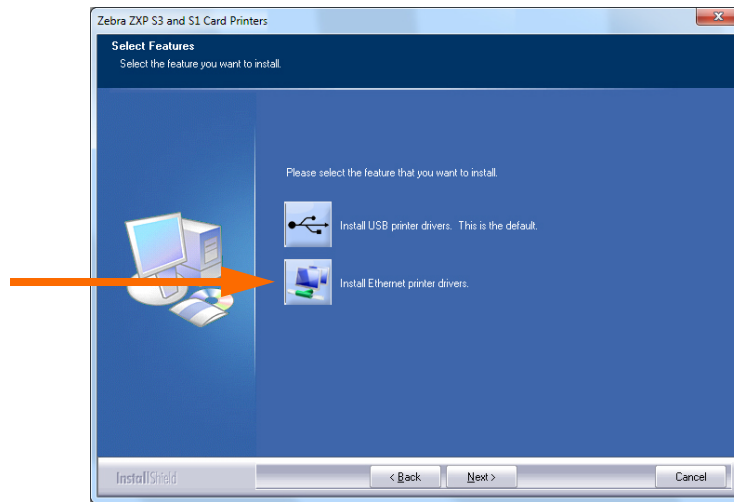 Zebra ZXP S3 and S1 Card Printers
Select Features
Select the feature you want to install.
Please select the feature that you want to install.
Install USB printer drivers. This is the default.
Install Ethernet printer drivers.
InstallShield
< Back
Next >
Cancel